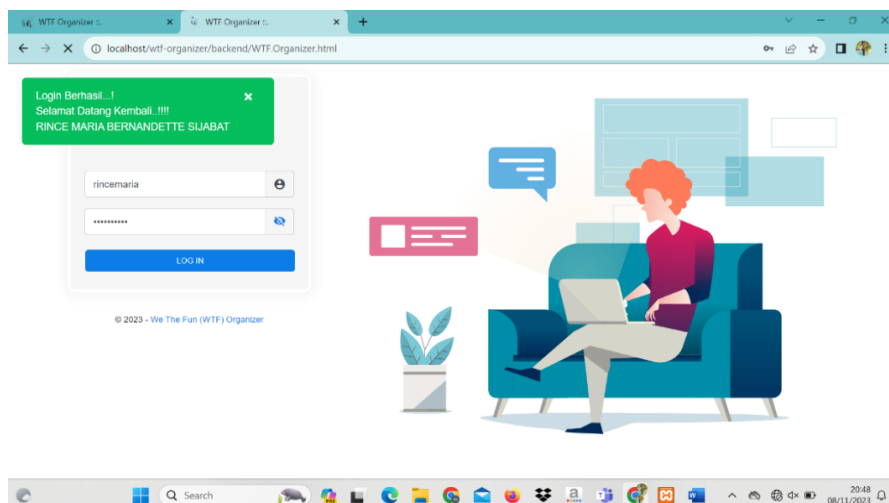 WTF Organizer ::.
WTF Organizer ::.
localhost/wtf-organizer/backend/WTF.Organizer.html
Login Berhasil...!
Selamat Datang Kembali..!!!!
RINCE MARIA BERNANDETTE SIJABAT
rincemaria
LOG IN
© 2023 - We The Fun (WTF) Organizer
Search
20:48
08/11/2023